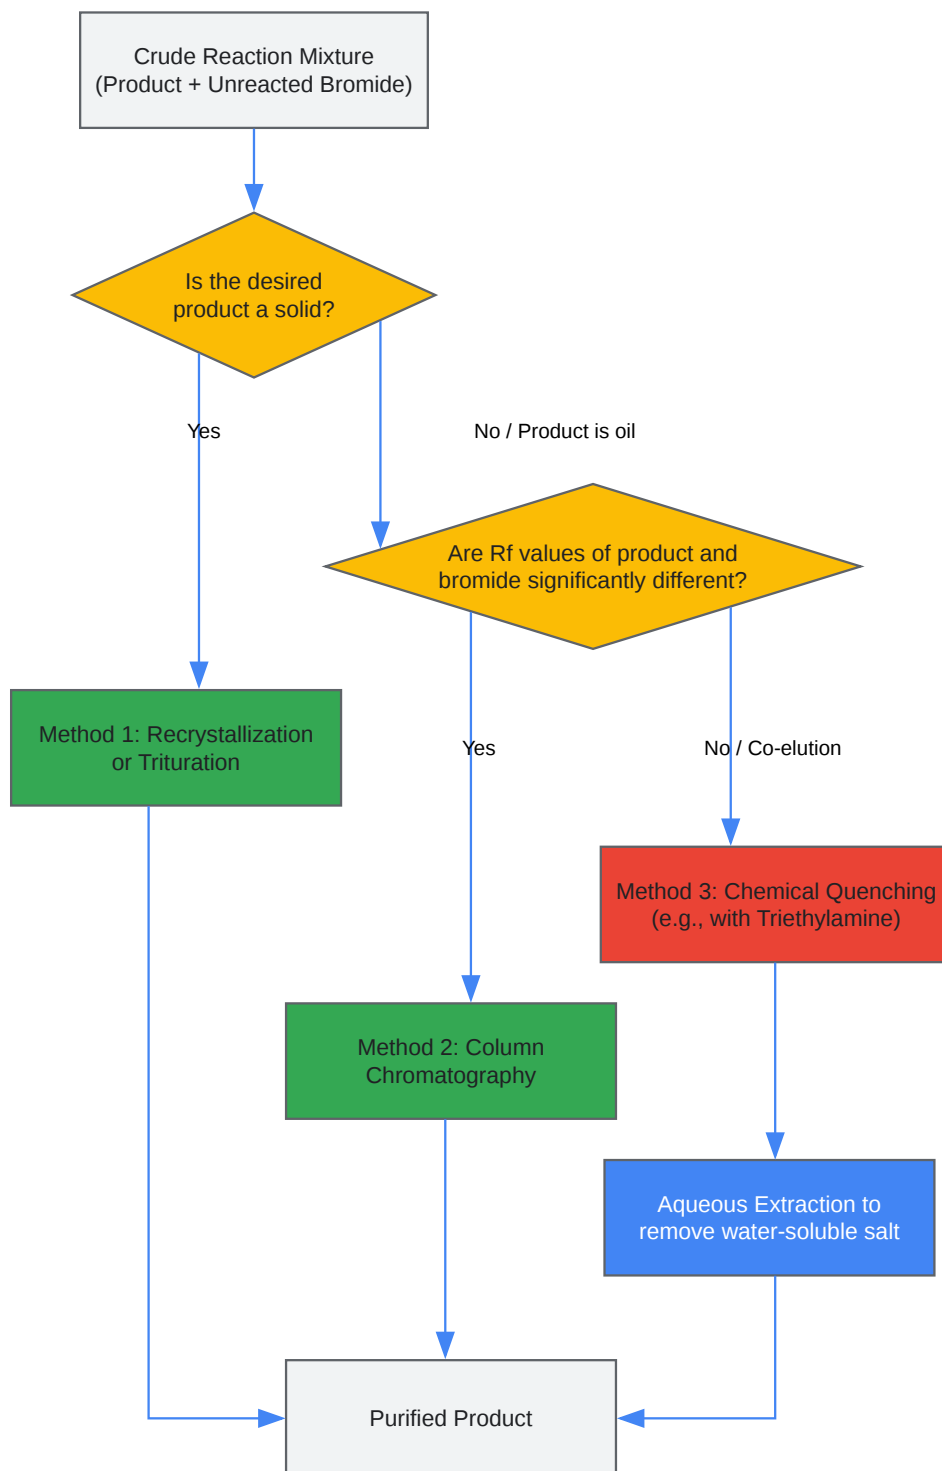 Crude Reaction Mixture
(Product + Unreacted Bromide)
Is the desired
product a solid?
Yes
No / Product is oil
Are Rf values of product and
bromide significantly different?
Method 1: Recrystallization
or Trituration
Yes
No / Co-elution
Method 3: Chemical Quenching
(e.g., with Triethylamine)
Method 2: Column
Chromatography
Aqueous Extraction to
remove water-soluble salt
Purified Product